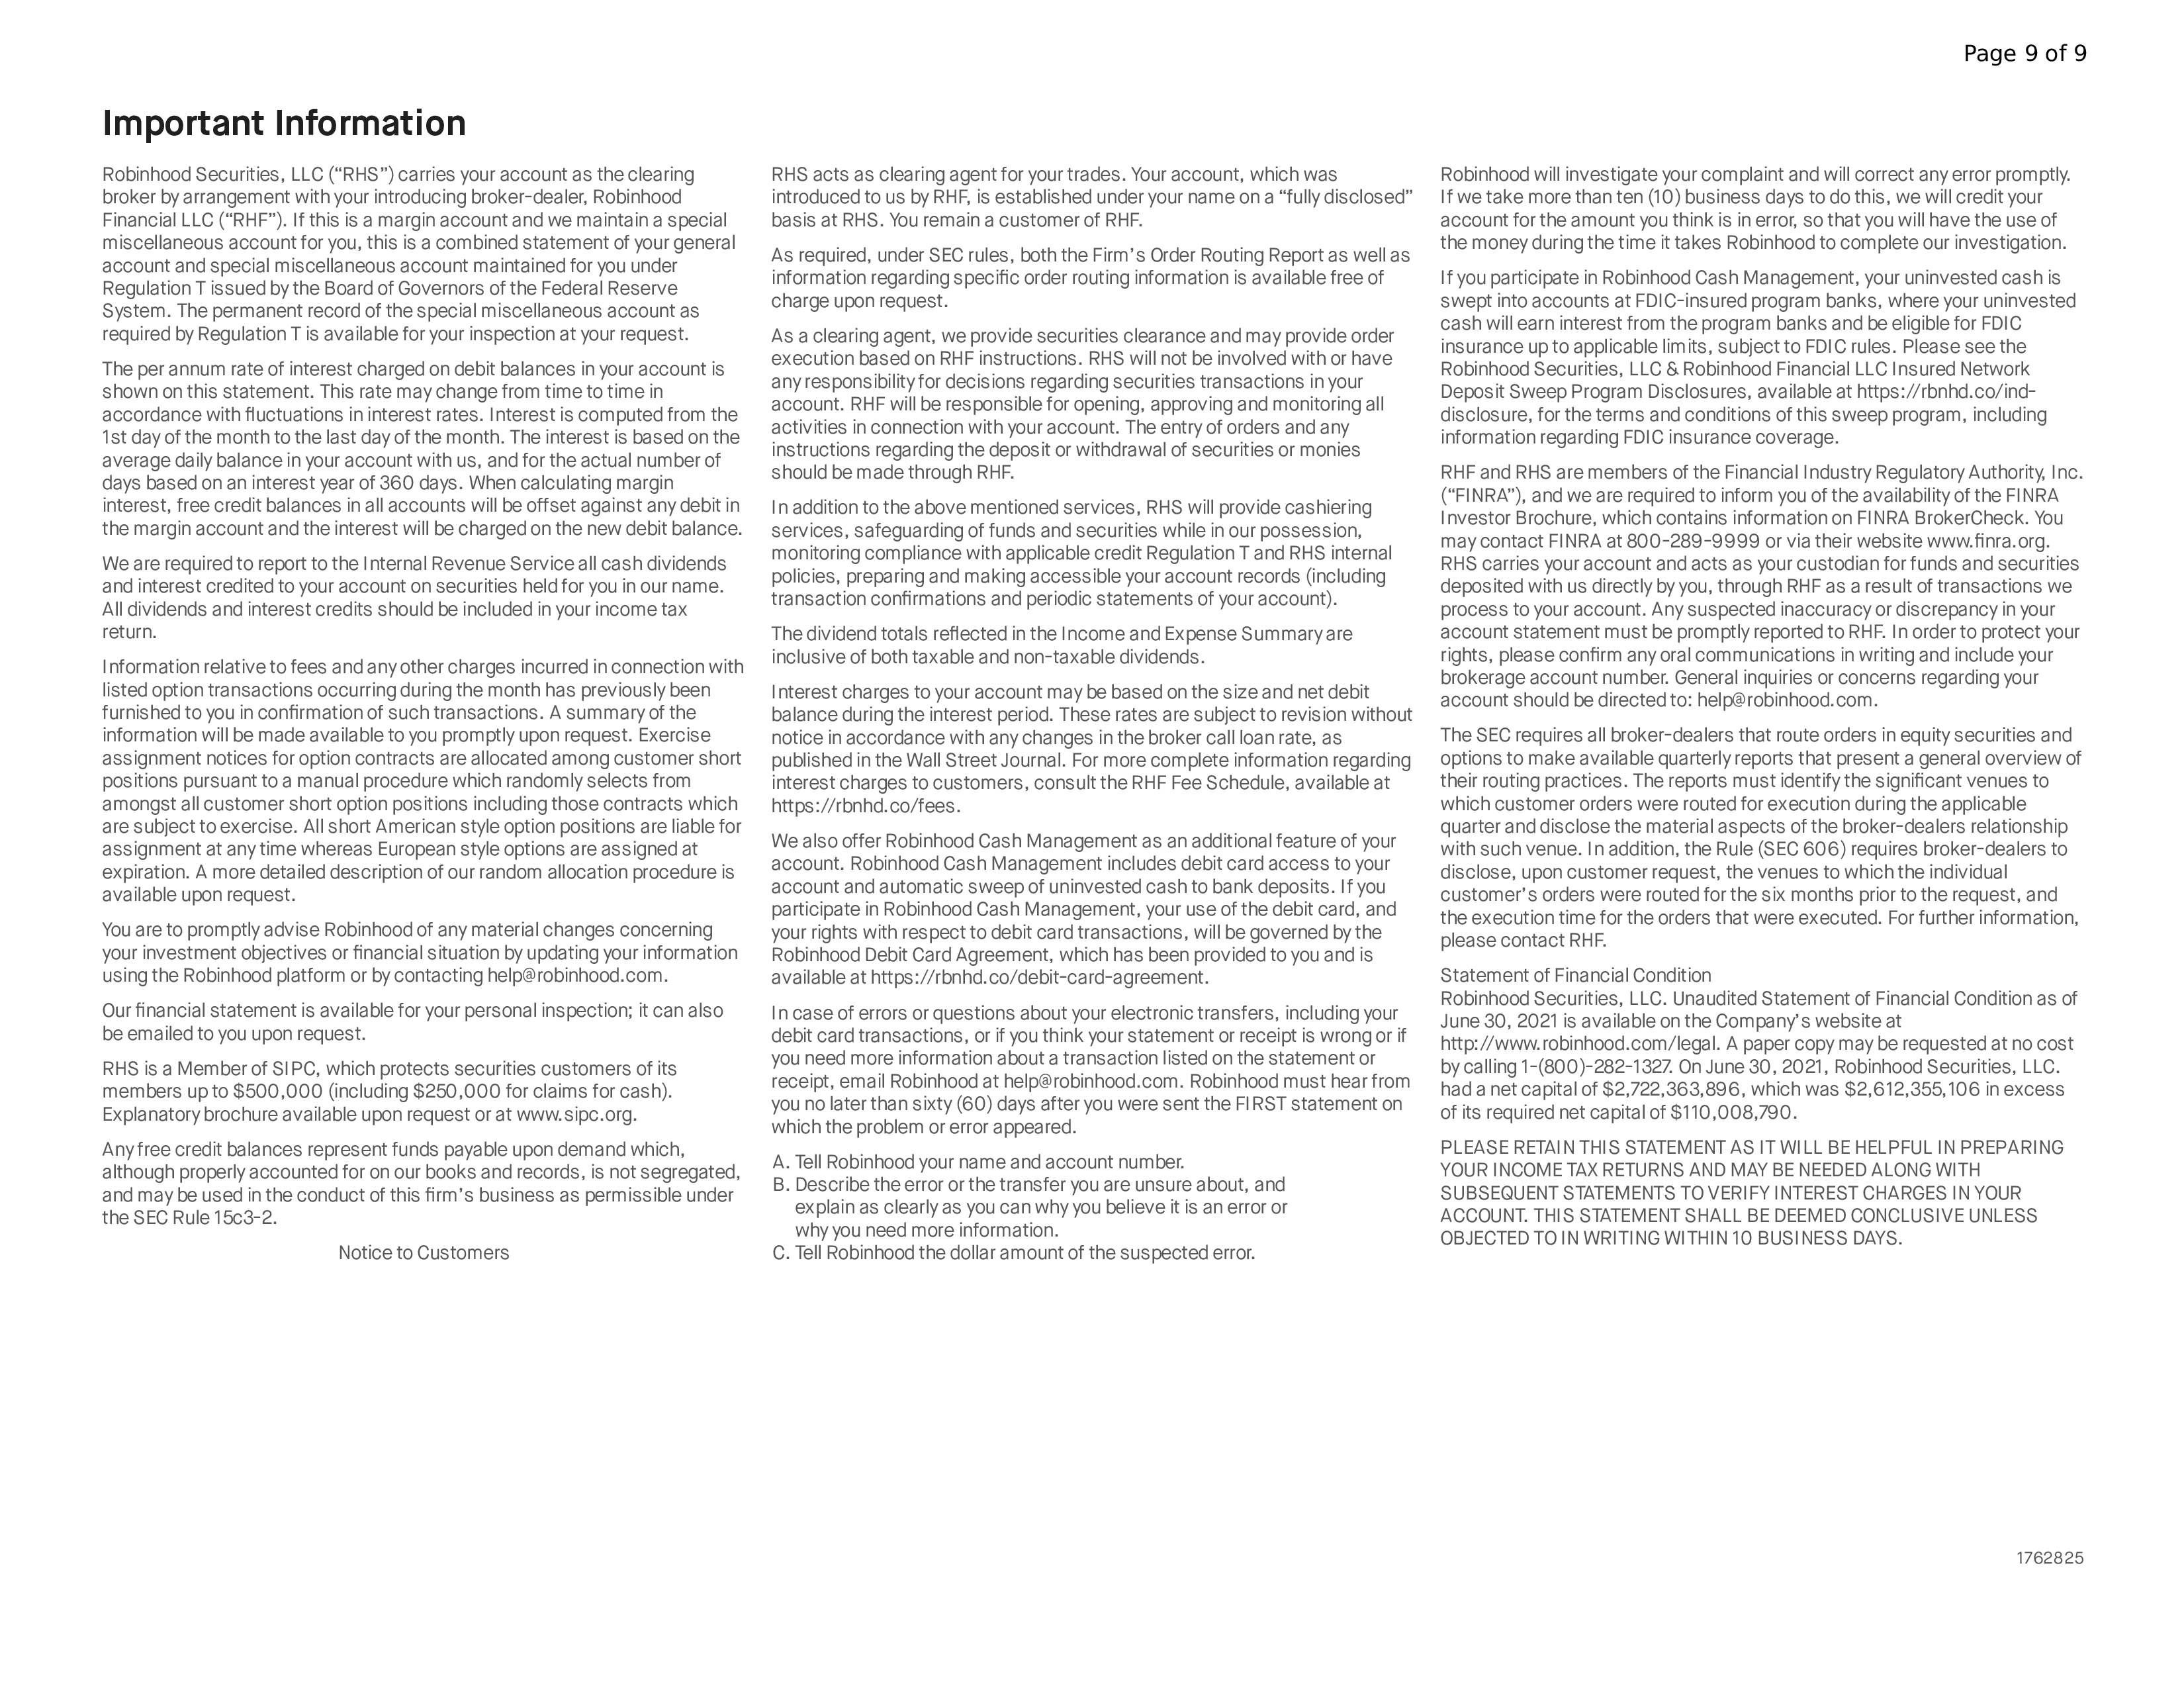 Page 9 of 9
Important Information
Robinhood Securities, LLC (“RHS”) carries your account as the clearing
broker by arrangement with your introducing broker-dealer, Robinhood
Financial LLC (“RHF”). If this is a margin account and we maintain a special
miscellaneous account for you, this is a combined statement of your general
account and special miscellaneous account maintained for you under
Regulation T issued by the Board of Governors of the Federal Reserve
System. The permanent record of the special miscellaneous account as
required by Regulation T is available for your inspection at your request.
The per annum rate of interest charged on debit balances in your account is
shown on this statement. This rate may change from time to time in
accordance with fluctuations in interest rates. Interest is computed from the
1st day of the month to the last day of the month. The interest is based on the
average daily balance in your account with us, and for the actual number of
days based on an interest year of 360 days. When calculating margin
interest, free credit balances in all accounts will be offset against any debit in
the margin account and the interest will be charged on the new debit balance.
We are required to report to the Internal Revenue Service all cash dividends
and interest credited to your account on securities held for you in our name.
All dividends and interest credits should be included in your income tax
return.
Information relative to fees and any other charges incurred in connection with
listed option transactions occurring during the month has previously been
furnished to you in confirmation of such transactions. A summary of the
information will be made available to you promptly upon request. Exercise
assignment notices for option contracts are allocated among customer short
positions pursuant to a manual procedure which randomly selects from
amongst all customer short option positions including those contracts which
are subject to exercise. All short American style option positions are liable for
assignment at any time whereas European style options are assigned at
expiration. A more detailed description of our random allocation procedure is
available upon request.
You are to promptly advise Robinhood of any material changes concerning
your investment objectives or financial situation by updating your information
using the Robinhood platform or by contacting help@robinhood.com.
Our financial statement is available for your personal inspection; it can also
be emailed to you upon request.
RHS is a Member of SIPC, which protects securities customers of its
members up to $500,000 (including $250,000 for claims for cash).
Explanatory brochure available upon request or at www.sipc.org.
Any free credit balances represent funds payable upon demand which,
although properly accounted for on our books and records, is not segregated,
and may be used in the conduct of this firm's business as permissible under
the SEC Rule 15c3-2.
Notice to Customers
RHS acts as clearing agent for your trades. Your account, which was
introduced to us by RHF, is established under your name on a “fully disclosed”
basis at RHS. You remain a customer of RHF.
As required, under SEC rules, both the Firm's Order Routing Report as well as
information regarding specific order routing information is available free of
charge upon request.
As a clearing agent, we provide securities clearance and may provide order
execution based on RHF instructions. RHS will not be involved with or have
any responsibility for decisions regarding securities transactions in your
account. RHF will be responsible for opening, approving and monitoring all
activities in connection with your account. The entry of orders and any
instructions regarding the deposit or withdrawal of securities or monies
should be made through RHF.
In addition to the above mentioned services, RHS will provide cashiering
services, safeguarding of funds and securities while in our possession,
monitoring compliance with applicable credit Regulation T and RHS internal
policies, preparing and making accessible your account records (including
transaction confirmations and periodic statements of your account).
The dividend totals reflected in the Income and Expense Summary are
inclusive of both taxable and non-taxable dividends.
Interest charges to your account may be based on the size and net debit
balance during the interest period. These rates are subject to revision without
notice in accordance with any changes in the broker call loan rate, as
published in the Wall Street Journal. For more complete information regarding
interest charges to customers, consult the RHF Fee Schedule, available at
https://rbnhd.co/fees.
We also offer Robinhood Cash Management as an additional feature of your
account. Robinhood Cash Management includes debit card access to your
account and automatic sweep of uninvested cash to bank deposits. If you
participate in Robinhood Cash Management, your use of the debit card, and
your rights with respect to debit card transactions, will be governed by the
Robinhood Debit Card Agreement, which has been provided to you and is
available at https://rbnhd.co/debit-card-agreement.
In case of errors or questions about your electronic transfers, including your
debit card transactions, or if you think your statement or receipt is wrong or if
you need more information about a transaction listed on the statement or
receipt, email Robinhood at help@robinhood.com. Robinhood must hear from
you no later than sixty (60) days after you were sent the FIRST statement on
which the problem or error appeared.
A. Tell Robinhood your name and account number.
B. Describe the error or the transfer you are unsure about, and
explain as clearly as you can why you believe it is an error or
why you need more information.
C. Tell Robinhood the dollar amount of the suspected error.
Robinhood will investigate your complaint and will correct any error promptly.
If we take more than ten (10) business days to do this, we will credit your
account for the amount you think is in error, so that you will have the use of
the money during the time it takes Robinhood to complete our investigation.
If you participate in Robinhood Cash Management, your uninvested cash is
swept into accounts at FDIC-insured program banks, where your uninvested
cash will earn interest from the program banks and be eligible for FDIC
insurance up to applicable limits, subject to FDIC rules. Please see the
Robinhood Securities, LLC & Robinhood Financial LLC Insured Network
Deposit Sweep Program Disclosures, available at https://rbnhd.co/ind-
disclosure, for the terms and conditions of this sweep program, including
information regarding FDIC insurance coverage.
RHF and RHS are members of the Financial Industry Regulatory Authority, Inc.
(“FINRA”), and we are required to inform you of the availability of the FINRA
Investor Brochure, which contains information on FINRA BrokerCheck. You
may contact FINRA at 800-289-9999 or via their website www.finra.org.
RHS carries your account and acts as your custodian for funds and securities
deposited with us directly by you, through RHF as a result of transactions we
process to your account. Any suspected inaccuracy or discrepancy in your
account statement must be promptly reported to RHF. In order to protect your
rights, please confirm any oral communications in writing and include your
brokerage account number. General inquiries or concerns regarding your
account should be directed to: help@robinhood.com.
The SEC requires all broker-dealers that route orders in equity securities and
options to make available quarterly reports that present a general overview of
their routing practices. The reports must identify the significant venues to
which customer orders were routed for execution during the applicable
quarter and disclose the material aspects of the broker-dealers relationship
with such venue. In addition, the Rule (SEC 606) requires broker-dealers to
disclose, upon customer request, the venues to which the individual
customer's orders were routed for the six months prior to the request, and
the execution time for the orders that were executed. For further information,
please contact RHF.
Statement of Financial Condition
Robinhood Securities, LLC. Unaudited Statement of Financial Condition as of
June 30, 2021 is available on the Company's website at
http://www.robinhood.com/legal. A paper copy may be requested at no cost
by calling 1-(800)-282-1327. On June 30, 2021, Robinhood Securities, LLC.
had a net capital of $2,722,363,896, which was $2,612,355,106 in excess
of its required net capital of $110,008,790.
PLEASE RETAIN THIS STATEMENT AS IT WILL BE HELPFUL IN PREPARING
YOUR INCOME TAX RETURNS AND MAY BE NEEDED ALONG WITH
SUBSEQUENT STATEMENTS TO VERIFY INTEREST CHARGES IN YOUR
ACCOUNT. THIS STATEMENT SHALL BE DEEMED CONCLUSIVE UNLESS
OBJECTED TO IN WRITING WITHIN 10 BUSINESS DAYS.
1762825